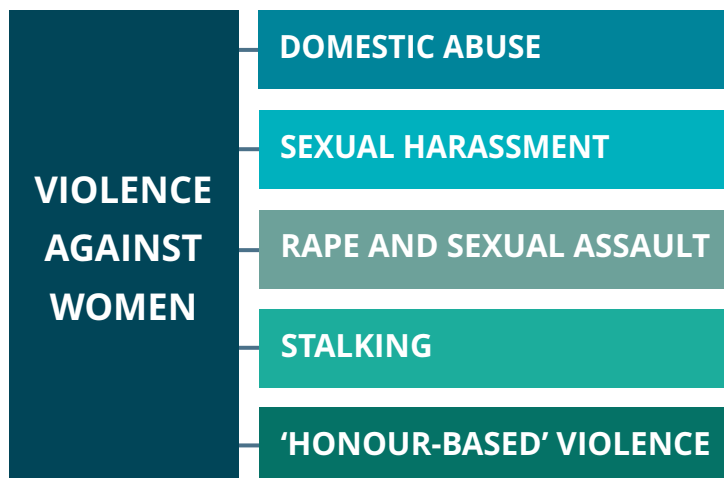 VIOLENCE
AGAINST
WOMEN
DOMESTIC ABUSE
SEXUAL HARASSMENT
RAPE AND SEXUAL ASSAULT
STALKING
‘HONOUR-BASED’ VIOLENCE